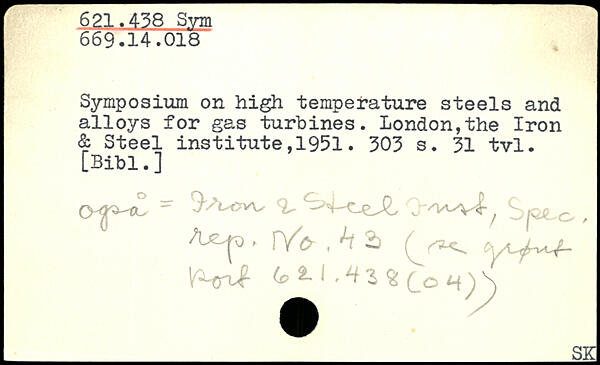 621.438 Sym
669.14.018
Symposium on high temperature steels and
alloys for gas turbines. London,the Iron
& Steel institute,1951. 303 s. 31 tvl.
[Bibl.]
også = Iron & Steel Inst, Spec.
rep. No. 43 (se grønt
kort 621.438(04))
SK